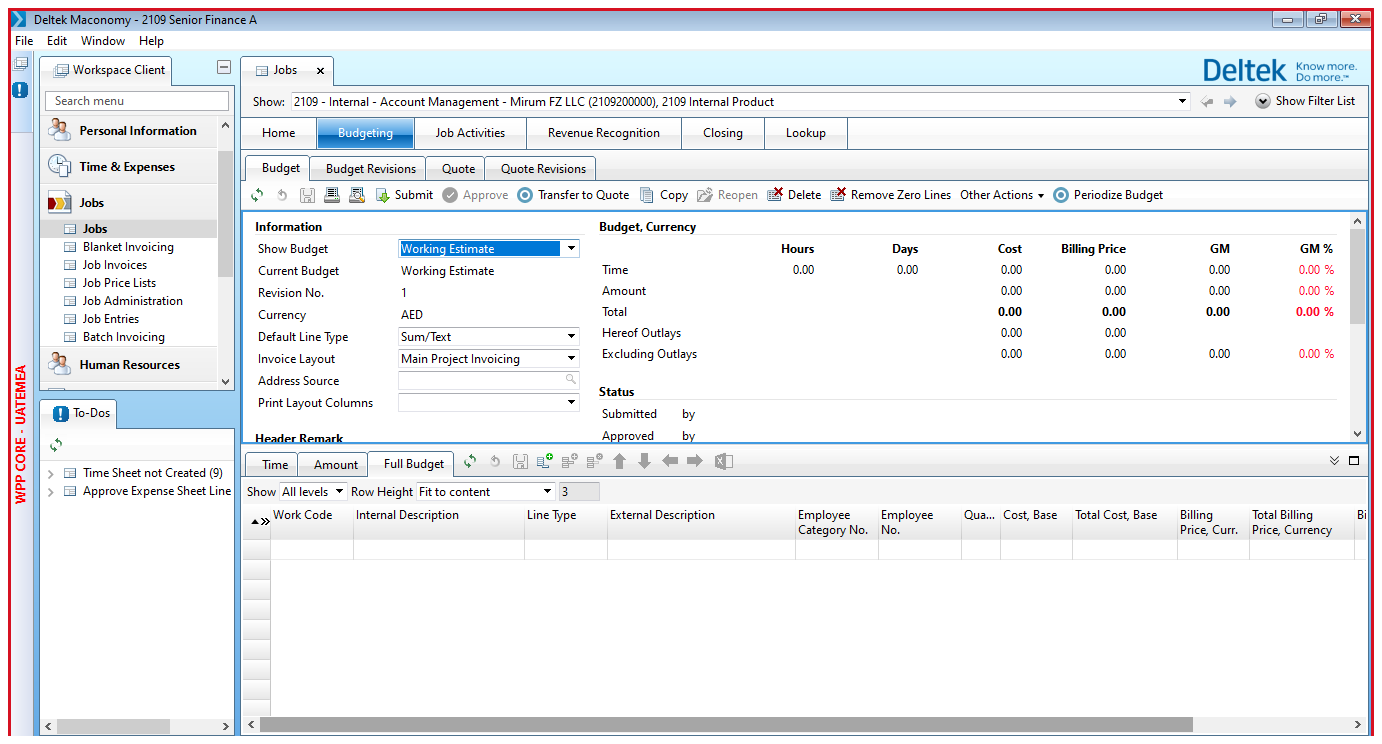 Deltek Maconomy - 2109 Senior Finance A
File Edit Window Help
Workspace Client
Search menu
Personal Information
Time & Expenses
Jobs
Jobs
Blanket Invoicing
Job Invoices
Job Price Lists
Job Administration
Job Entries
Batch Invoicing
Human Resources
To-Dos
Time Sheet not Created (9)
Approve Expense Sheet Line
WPP CORE - UATEMEA
Jobs
Deltek Know more. Do more.™
Show: 2109 - Internal - Account Management - Mirum FZ LLC (2109200000), 2109 Internal Product Show Filter List
Home Budgeting Job Activities Revenue Recognition Closing Lookup
Budget Budget Revisions Quote Quote Revisions
Submit Approve Transfer to Quote Copy Reopen Delete Remove Zero Lines Other Actions Periodize Budget
Information
Show Budget Working Estimate
Current Budget Working Estimate
Revision No. 1
Currency AED
Default Line Type Sum/Text
Invoice Layout Main Project Invoicing
Address Source
Print Layout Columns
Header Remark
Budget, Currency
Hours Days Cost Billing Price GM GM %
Time 0.00 0.00 0.00 0.00 0.00 0.00 %
Amount 0.00 0.00 0.00 0.00 %
Total 0.00 0.00 0.00 0.00 %
Hereof Outlays 0.00 0.00
Excluding Outlays 0.00 0.00 0.00 0.00 %
Status
Submitted by
Approved by
Time Amount Full Budget
Show All levels Row Height Fit to content 3
Work Code Internal Description Line Type External Description Employee Category No. Employee No. Qua... Cost, Base Total Cost, Base Billing Price, Curr. Total Billing Price, Currency Bi